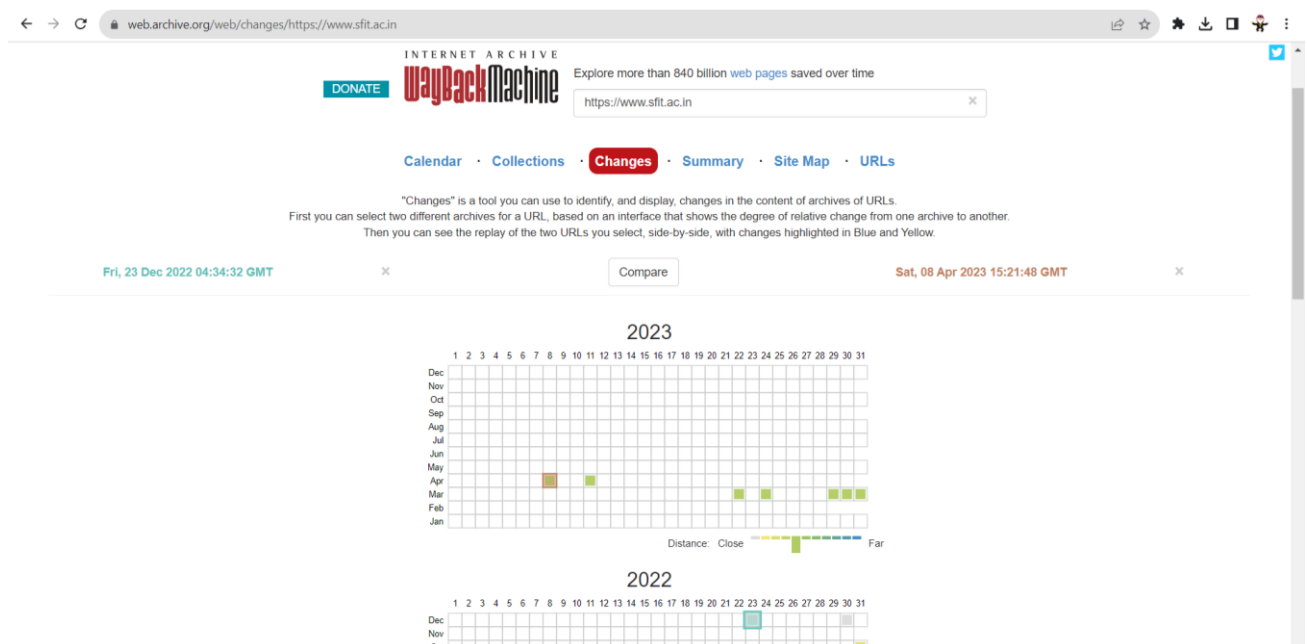 web.archive.org/web/changes/https://www.sfit.ac.in
INTERNET ARCHIVE
DONATE
WayBackMachine
Explore more than 840 billion web pages saved over time
https://www.sfit.ac.in
Calendar · Collections · Changes · Summary · Site Map · URLs
"Changes" is a tool you can use to identify, and display, changes in the content of archives of URLs.
First you can select two different archives for a URL, based on an interface that shows the degree of relative change from one archive to another.
Then you can see the replay of the two URLs you select, side-by-side, with changes highlighted in Blue and Yellow.
Fri, 23 Dec 2022 04:34:32 GMT × Compare Sat, 08 Apr 2023 15:21:48 GMT ×
2023
1 2 3 4 5 6 7 8 9 10 11 12 13 14 15 16 17 18 19 20 21 22 23 24 25 26 27 28 29 30 31
Dec
Nov
Oct
Sep
Aug
Jul
Jun
May
Apr
Mar
Feb
Jan
Distance: Close Far
2022
1 2 3 4 5 6 7 8 9 10 11 12 13 14 15 16 17 18 19 20 21 22 23 24 25 26 27 28 29 30 31
Dec
Nov